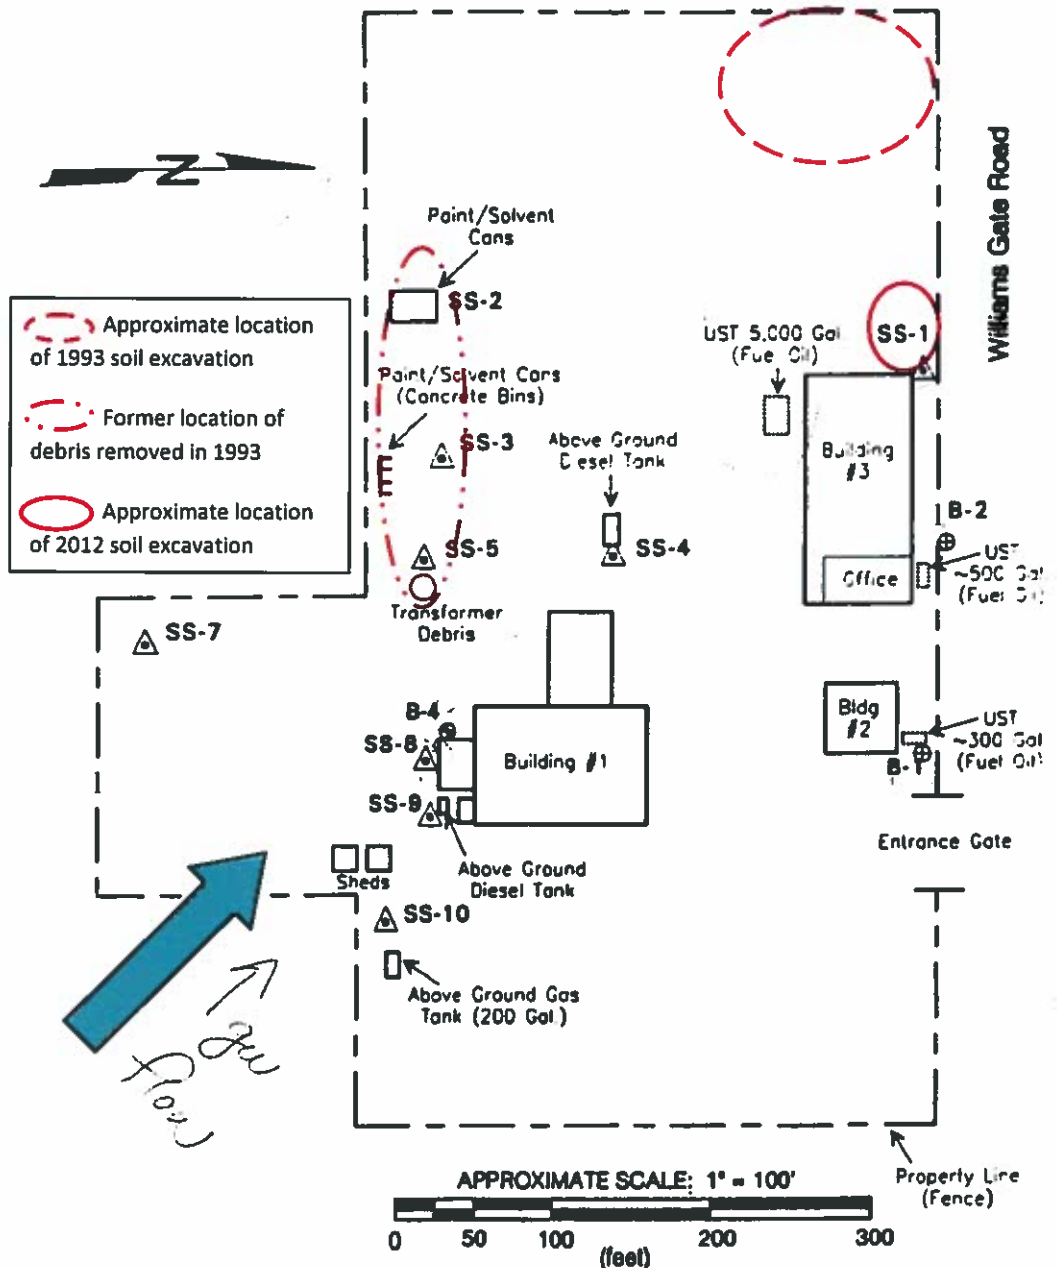 N
Williams Gate Road
Paint/Solvent
Cans
SS-2
Approximate location
of 1993 soil excavation
Former location of
debris removed in 1993
Approximate location
of 2012 soil excavation
Paint/Solvent Cans
(Concrete Bins)
SS-3
UST 5,000 Gal
(Fuel Oil)
SS-1
Above Ground
Diesel Tank
Building
#3
B-2
SS-5
SS-4
Office
UST
~500 Gal.
(Fuel Oil)
Transformer
Debris
SS-7
B-4
SS-8
Building #1
Bldg
#2
UST
~300 Gal
(Fuel Oil)
B-1
SS-9
Entrance Gate
Above Ground
Diesel Tank
Sheds
SS-10
Above Ground Gas
Tank (200 Gal.)
gw
flow
Property Line
(Fence)
APPROXIMATE SCALE: 1" = 100'
0 50 100 200 300
(feet)